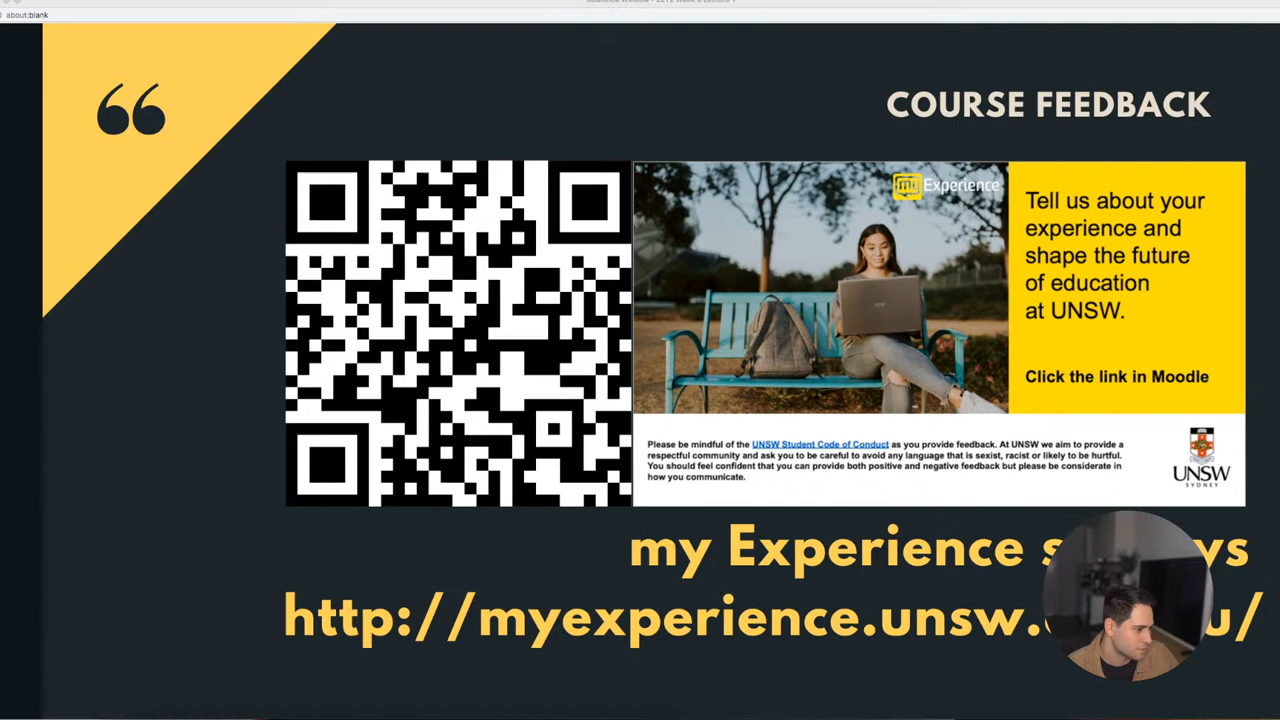 about:blank
COURSE FEEDBACK
my Experience
Tell us about your
experience and
shape the future
of education
at UNSW.
Click the link in Moodle
Please be mindful of the UNSW Student Code of Conduct as you provide feedback. At UNSW we aim to provide a
respectful community and ask you to be careful to avoid any language that is sexist, racist or likely to be hurtful.
You should feel confident that you can provide both positive and negative feedback but please be considerate in
how you communicate.
UNSW
SYDNEY
my Experience
http://myexperience.unsw.